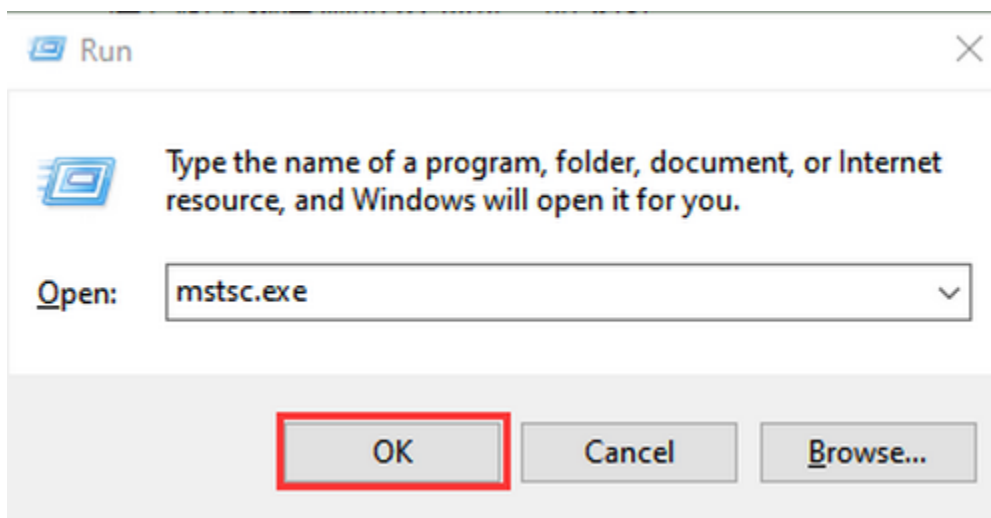 Run
Type the name of a program, folder, document, or Internet
resource, and Windows will open it for you.
Open: mstsc.exe
OK Cancel Browse...